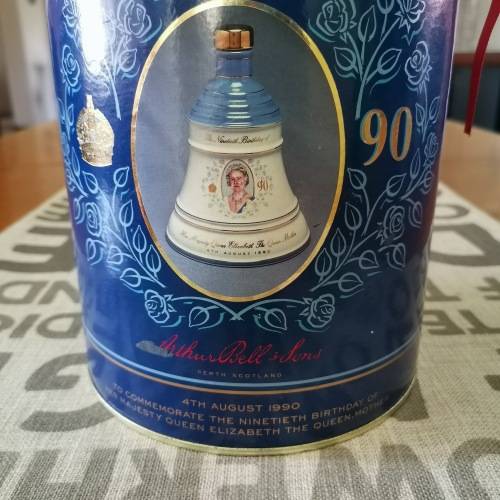 The Ninetieth Birthday of
90
Her Majesty Queen Elizabeth The Queen Mother
4TH AUGUST 1990
90
Arthur Bell & Sons
PERTH SCOTLAND
4TH AUGUST 1990
TO COMMEMORATE THE NINETIETH BIRTHDAY OF
HER MAJESTY QUEEN ELIZABETH THE QUEEN MOTHER